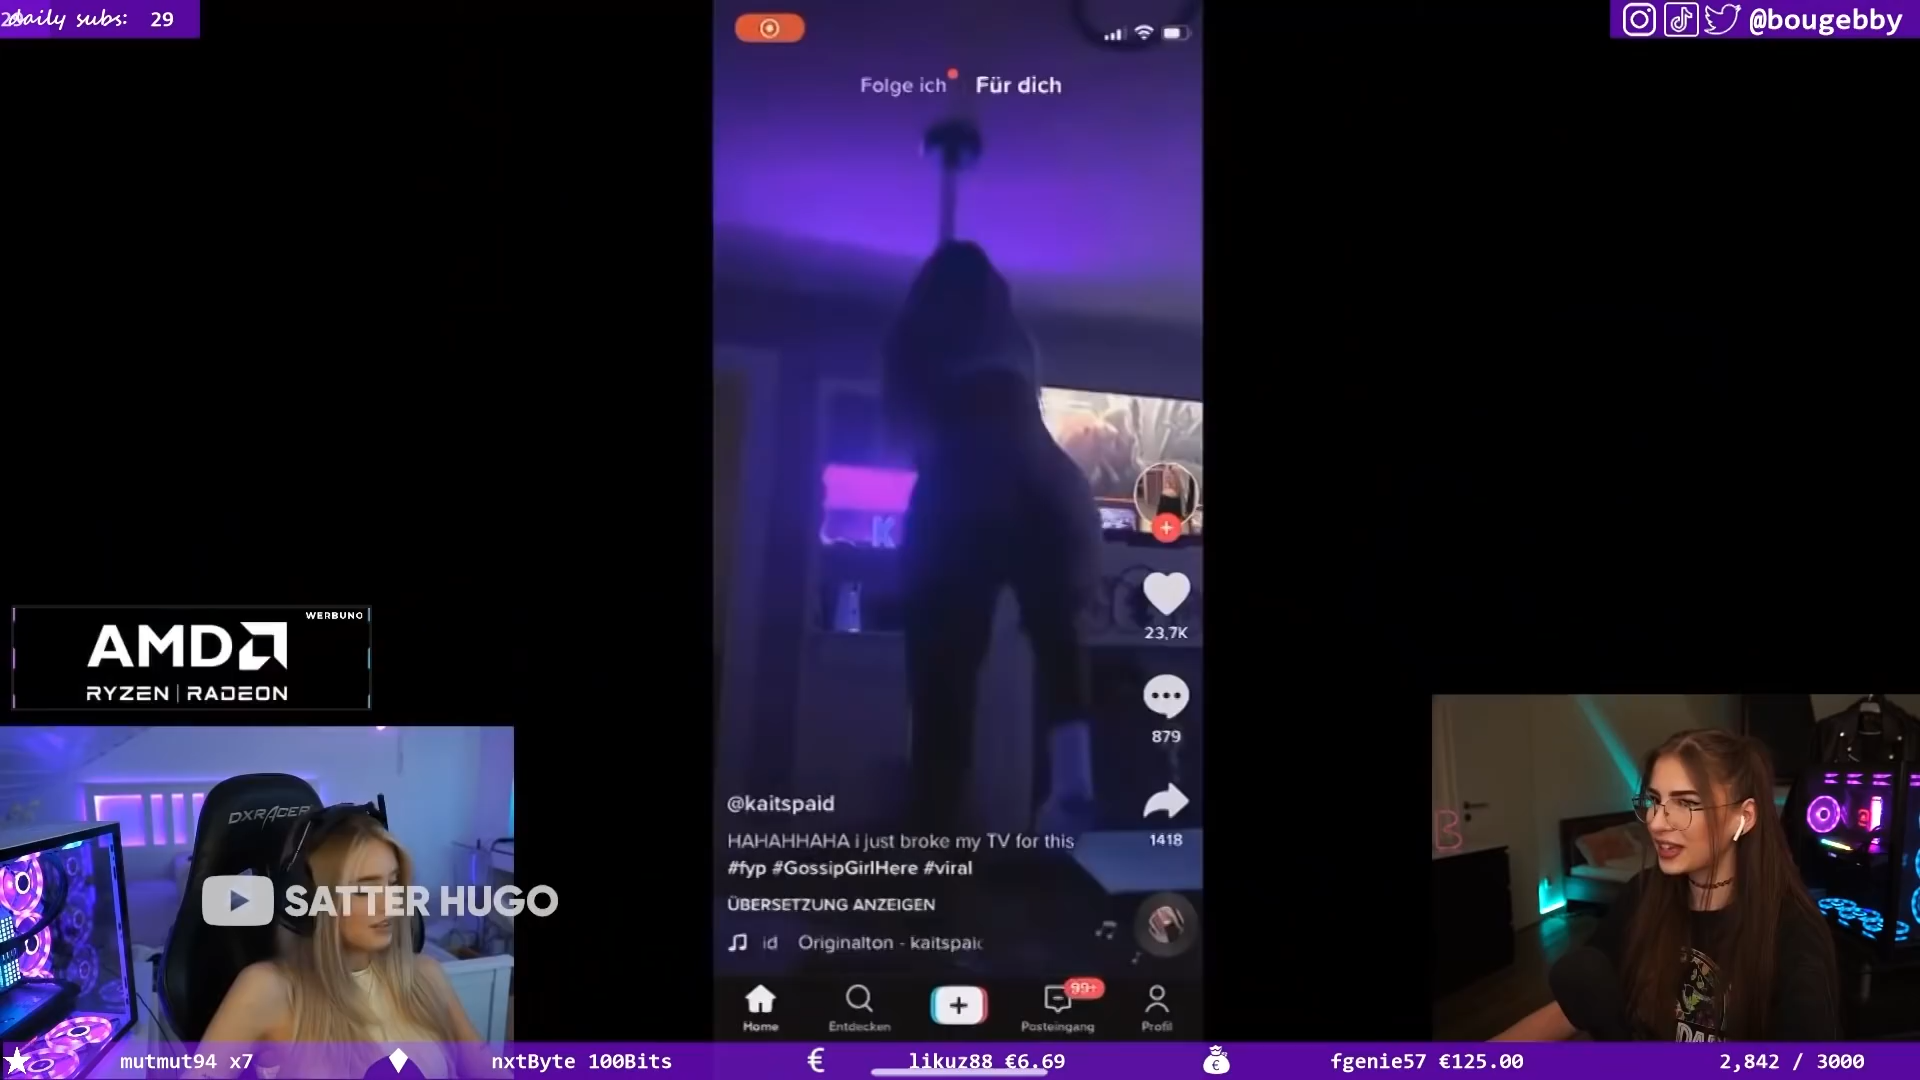 daily subs: 29
@bougebby
Folge ich Für dich
K
23,7K
879
1418
WERBUNG
AMD
RYZEN | RADEON
DXRACER
SATTER HUGO
B
@kaitspaid
HAHAHHAHA i just broke my TV for this
#fyp #GossipGirlHere #viral
ÜBERSETZUNG ANZEIGEN
id Originalton - kaitspaid
Home
Entdecken
99+
Posteingang
Profil
mutmut94 x7
nxtByte 100Bits
likuz88 €6.69
fgenie57 €125.00
2,842 / 3000